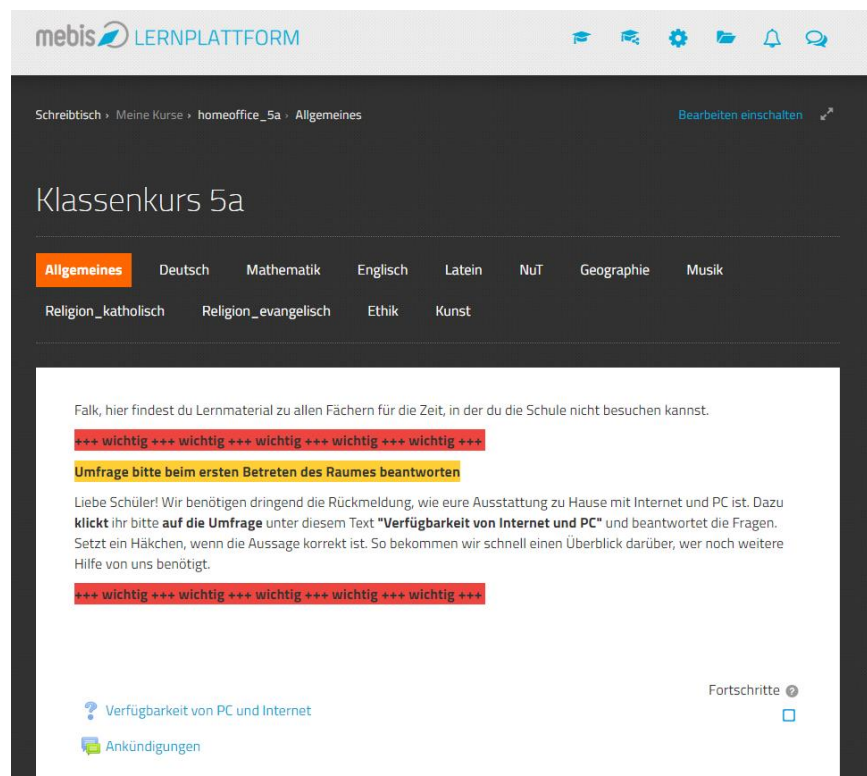 mebis LERNPLATTFORM
Schreibtisch › Meine Kurse › homeoffice_5a › Allgemeines
Bearbeiten einschalten
Klassenkurs 5a
Allgemeines Deutsch Mathematik Englisch Latein NuT Geographie Musik
Religion_katholisch Religion_evangelisch Ethik Kunst
Falk, hier findest du Lernmaterial zu allen Fächern für die Zeit, in der du die Schule nicht besuchen kannst.
+++ wichtig +++ wichtig +++ wichtig +++ wichtig +++ wichtig +++
Umfrage bitte beim ersten Betreten des Raumes beantworten
Liebe Schüler! Wir benötigen dringend die Rückmeldung, wie eure Ausstattung zu Hause mit Internet und PC ist. Dazu
klickt ihr bitte auf die Umfrage unter diesem Text "Verfügbarkeit von Internet und PC" und beantwortet die Fragen.
Setzt ein Häkchen, wenn die Aussage korrekt ist. So bekommen wir schnell einen Überblick darüber, wer noch weitere
Hilfe von uns benötigt.
+++ wichtig +++ wichtig +++ wichtig +++ wichtig +++ wichtig +++
Fortschritte ?
Verfügbarkeit von PC und Internet
Ankündigungen